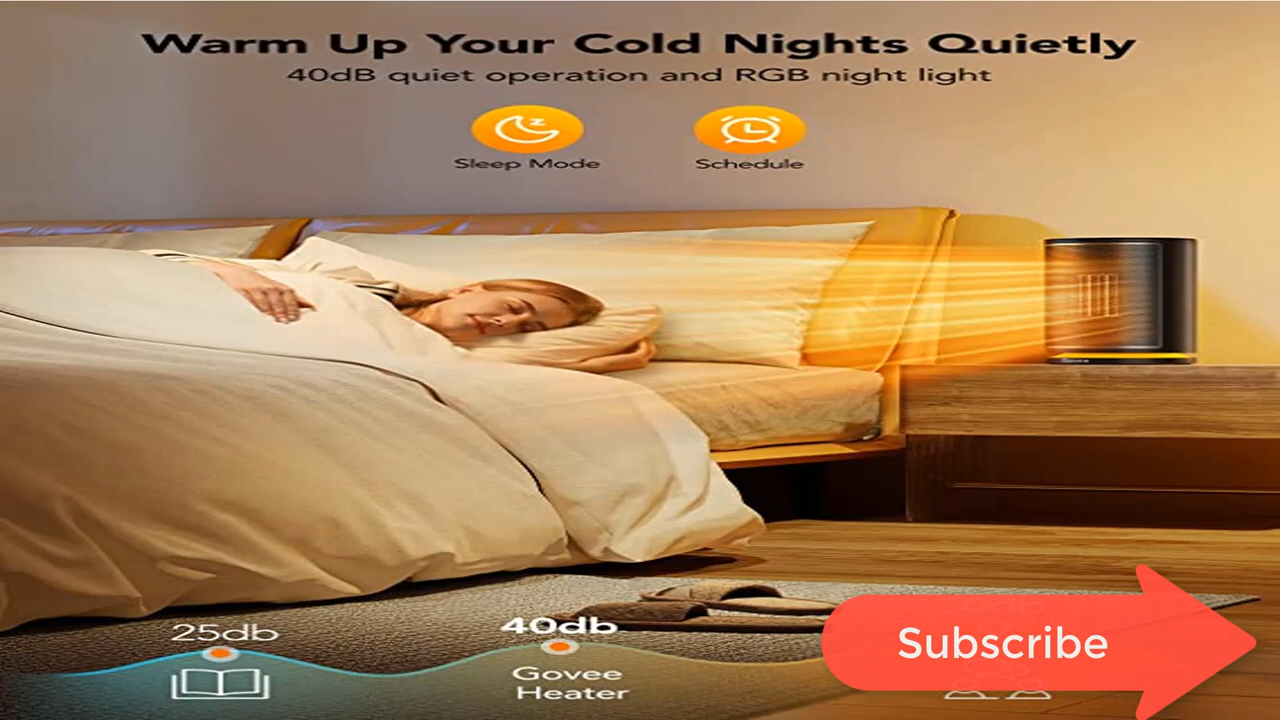 Warm Up Your Cold Nights Quietly
40dB quiet operation and RGB night light
Sleep Mode
Schedule
25db
40db
Govee
Heater
Subscribe